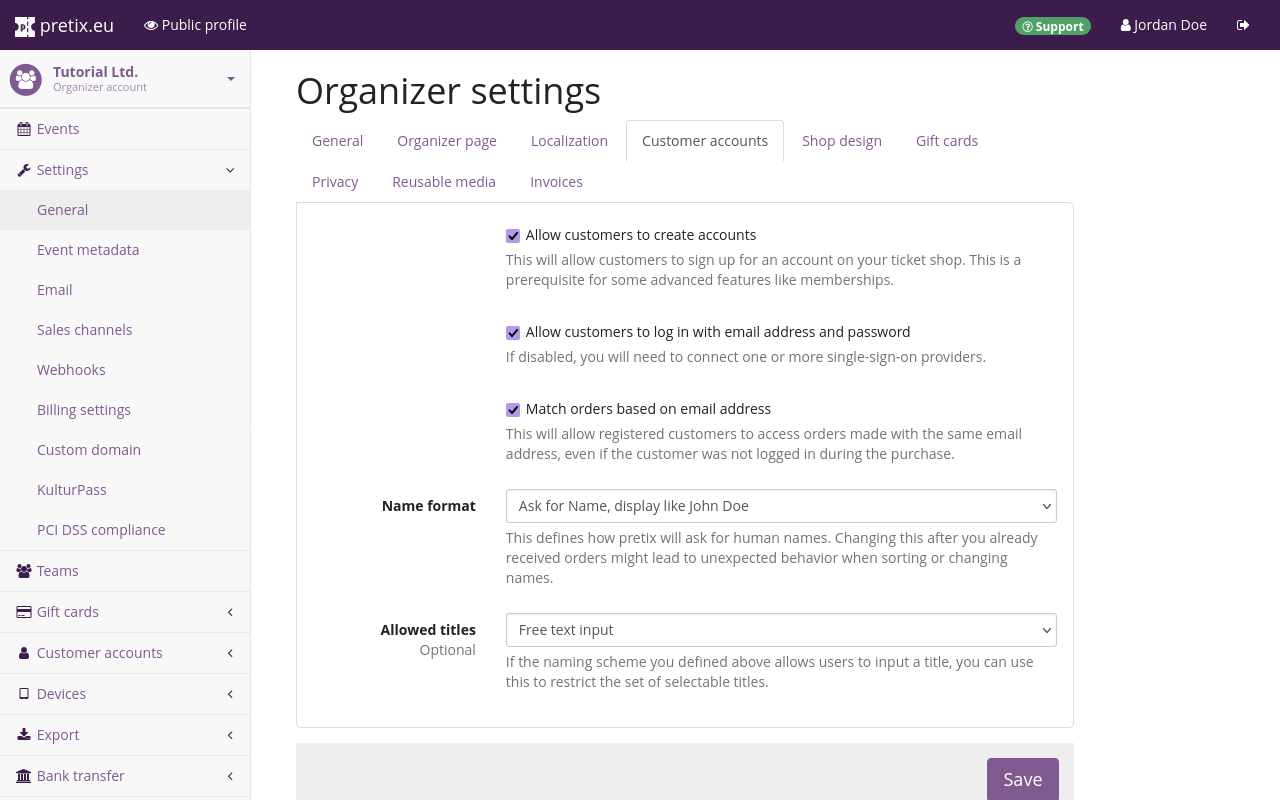 pretix.eu
Public profile
Support
Jordan Doe
Tutorial Ltd.
Organizer account
Events
Settings
General
Event metadata
Email
Sales channels
Webhooks
Billing settings
Custom domain
KulturPass
PCI DSS compliance
Teams
Gift cards
Customer accounts
Devices
Export
Bank transfer
Organizer settings
General
Organizer page
Localization
Customer accounts
Shop design
Gift cards
Privacy
Reusable media
Invoices
Allow customers to create accounts
This will allow customers to sign up for an account on your ticket shop. This is a
prerequisite for some advanced features like memberships.
Allow customers to log in with email address and password
If disabled, you will need to connect one or more single-sign-on providers.
Match orders based on email address
This will allow registered customers to access orders made with the same email
address, even if the customer was not logged in during the purchase.
Name format
Ask for Name, display like John Doe
This defines how pretix will ask for human names. Changing this after you already
received orders might lead to unexpected behavior when sorting or changing
names.
Allowed titles
Optional
Free text input
If the naming scheme you defined above allows users to input a title, you can use
this to restrict the set of selectable titles.
Save